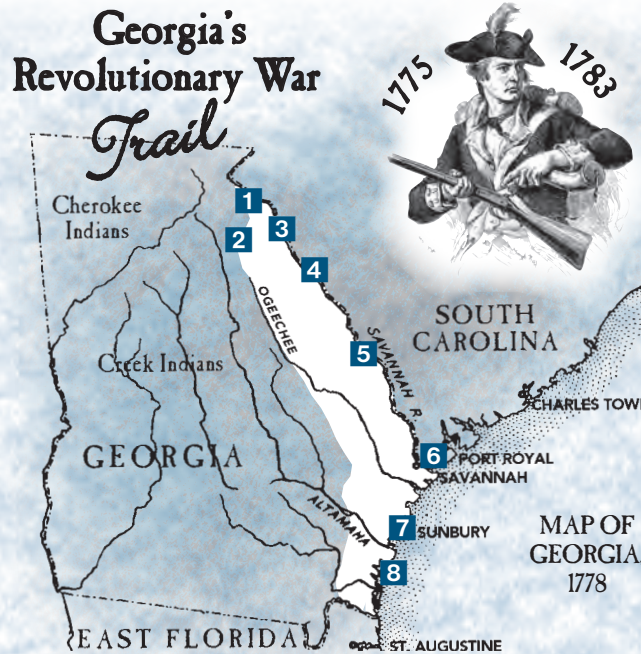 Georgia's
Revolutionary War
Trail
1775
1783
Cherokee
Indians
1
2
3
4
OGEECHEE
SAVANNAH R.
SOUTH
CAROLINA
5
Creek Indians
CHARLES TOW
GEORGIA
6
PORT ROYAL
SAVANNAH
ALTAMAHA
7
SUNBURY
MAP OF
GEORGIA
1778
8
EAST FLORIDA
ST. AUGUSTINE